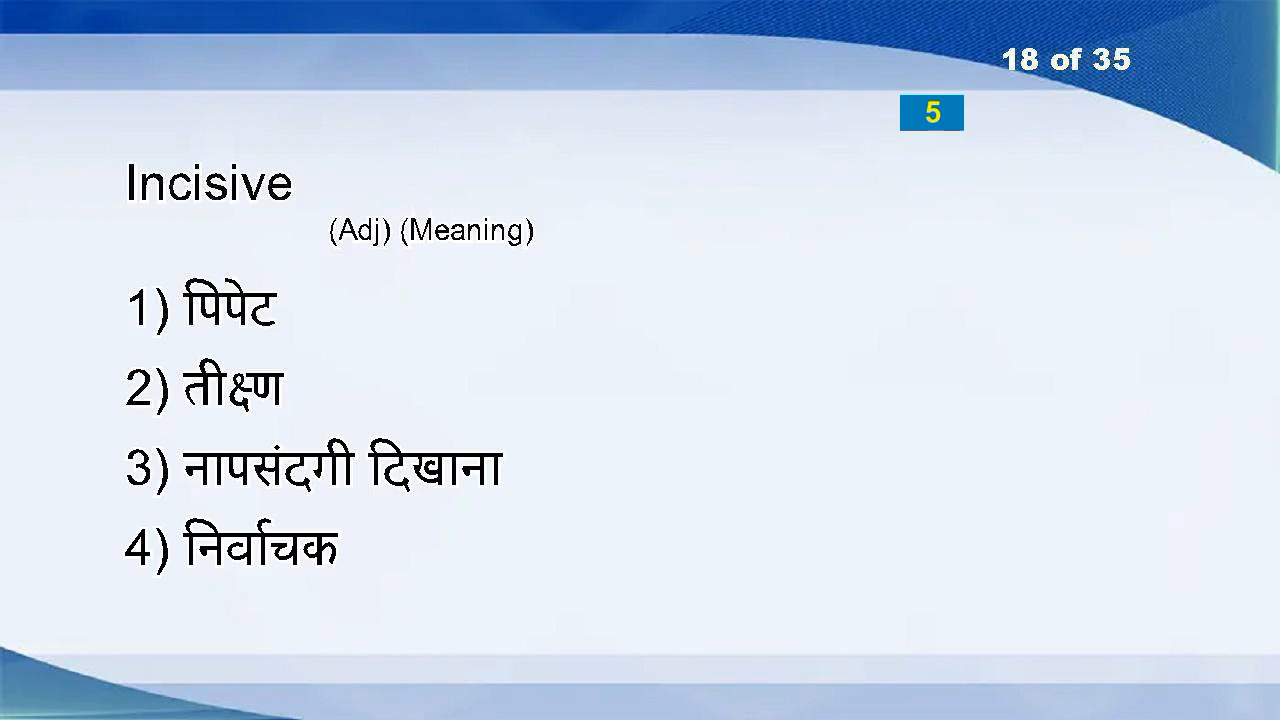 18 of 35
5
Incisive
(Adj) (Meaning)
1) पिपेट
2) तीक्ष्ण
3) नापसंदगी दिखाना
4) निर्वाचक